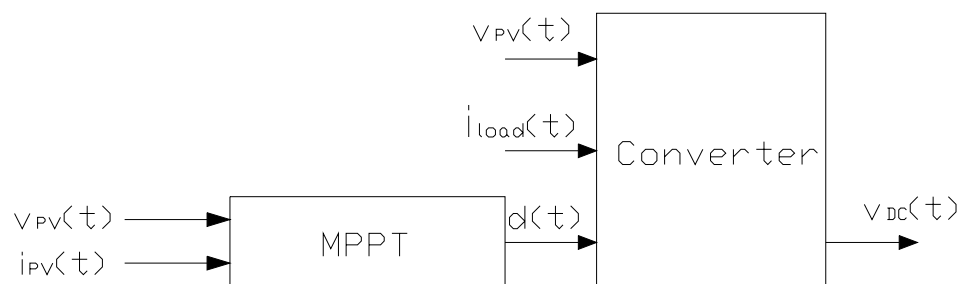 vPV(t)
iload(t)
Converter
vPV(t)
iPV(t)
MPPT
d(t)
vDC(t)